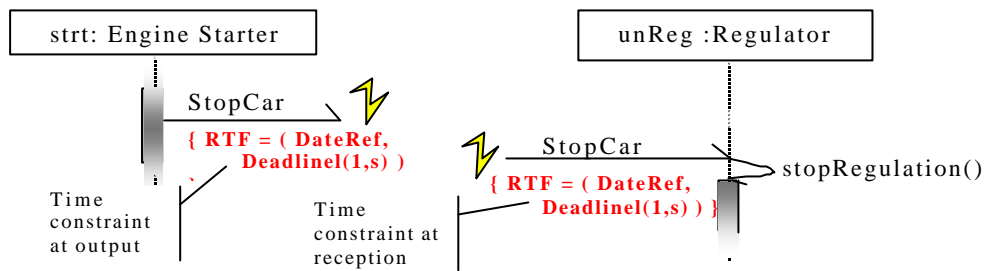 strt: Engine Starter
unReg :Regulator
StopCar
{ RTF = ( DateRef,
Deadlinel(1,s) )
}
Time
constraint
at output
StopCar
{ RTF = ( DateRef,
Deadlinel(1,s) ) }
stopRegulation()
Time
constraint at
reception